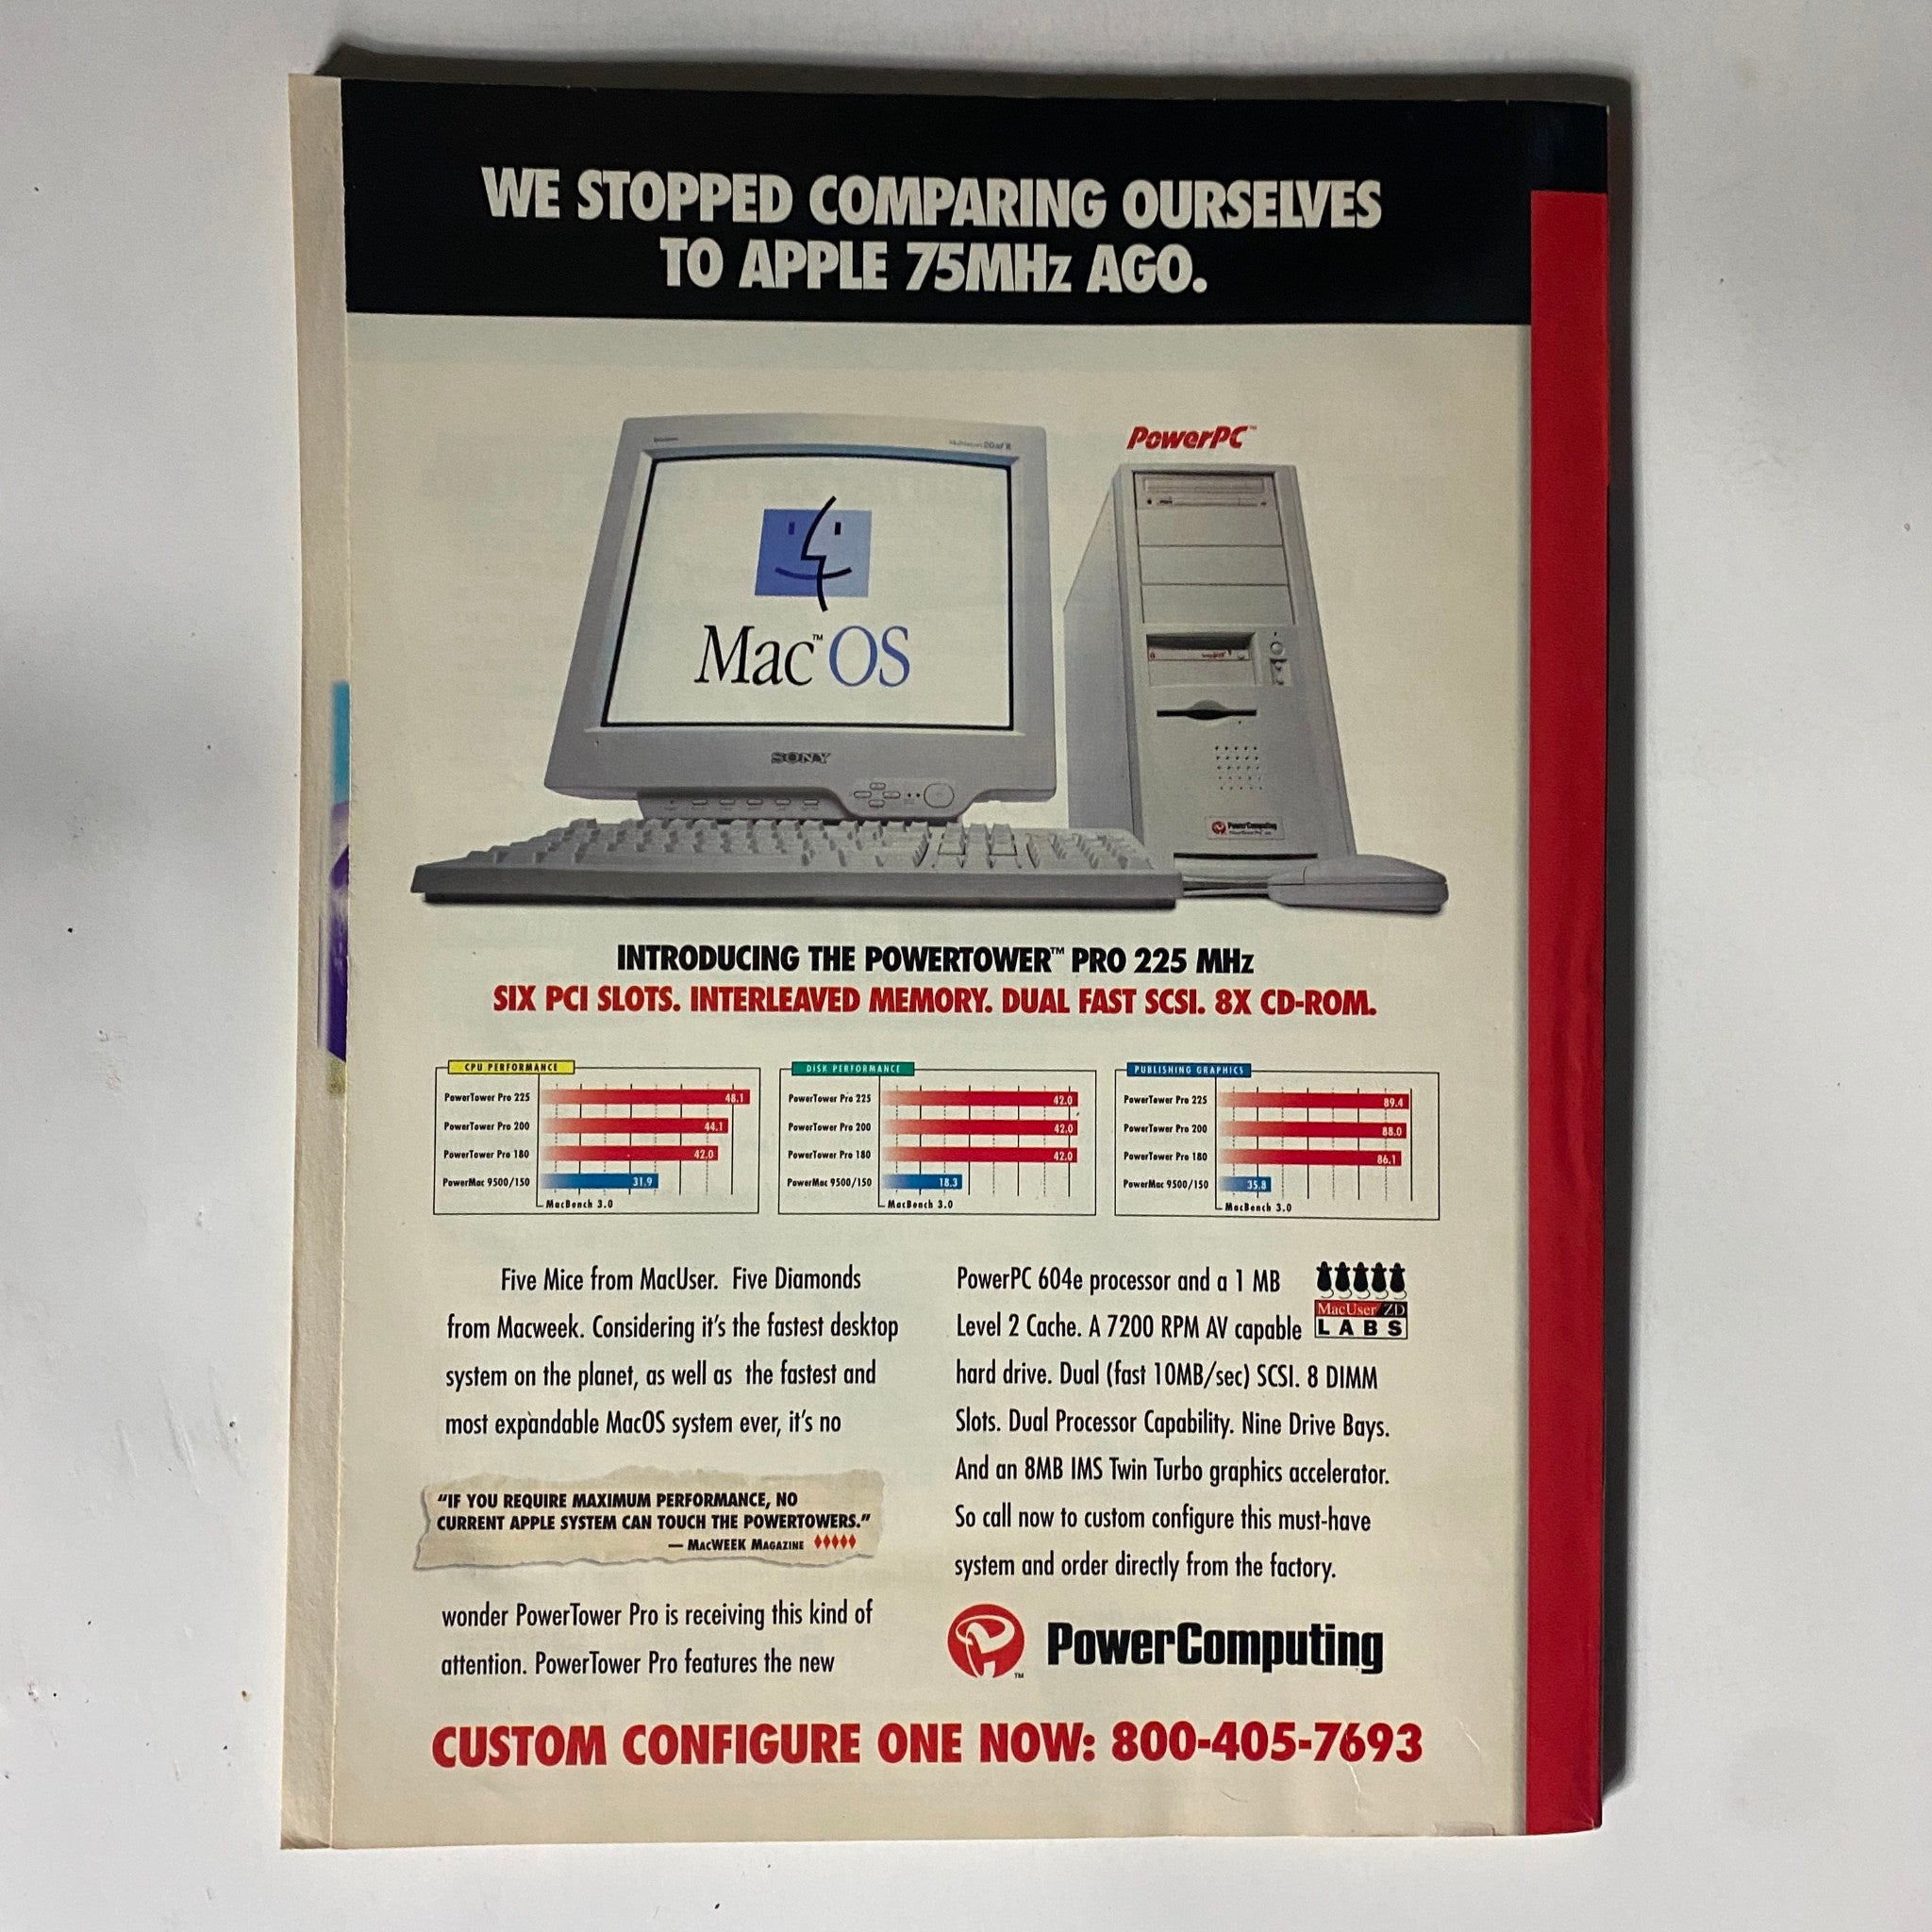 WE STOPPED COMPARING OURSELVES
TO APPLE 75MHz AGO.
PowerPC™
Mac™OS
SONY
PowerComputing
INTRODUCING THE POWERTOWER™ PRO 225 MHz
SIX PCI SLOTS. INTERLEAVED MEMORY. DUAL FAST SCSI. 8X CD-ROM.
CPU PERFORMANCE
PowerTower Pro 225 48.1
PowerTower Pro 200 44.1
PowerTower Pro 180 42.0
PowerMac 9500/150 31.9
MacBench 3.0
DISK PERFORMANCE
PowerTower Pro 225 42.0
PowerTower Pro 200 42.0
PowerTower Pro 180 42.0
PowerMac 9500/150 18.3
MacBench 3.0
PUBLISHING GRAPHICS
PowerTower Pro 225 89.4
PowerTower Pro 200 88.0
PowerTower Pro 180 86.1
PowerMac 9500/150 35.8
MacBench 3.0
Five Mice from MacUser. Five Diamonds
from Macweek. Considering it's the fastest desktop
system on the planet, as well as the fastest and
most expandable MacOS system ever, it's no
"IF YOU REQUIRE MAXIMUM PERFORMANCE, NO
CURRENT APPLE SYSTEM CAN TOUCH THE POWERTOWERS."
— MACWEEK MAGAZINE ♦♦♦♦♦
wonder PowerTower Pro is receiving this kind of
attention. PowerTower Pro features the new
PowerPC 604e processor and a 1 MB
Level 2 Cache. A 7200 RPM AV capable
hard drive. Dual (fast 10MB/sec) SCSI. 8 DIMM
Slots. Dual Processor Capability. Nine Drive Bays.
And an 8MB IMS Twin Turbo graphics accelerator.
So call now to custom configure this must-have
system and order directly from the factory.
MacUser/ZD
LABS
PowerComputing
TM
CUSTOM CONFIGURE ONE NOW: 800-405-7693